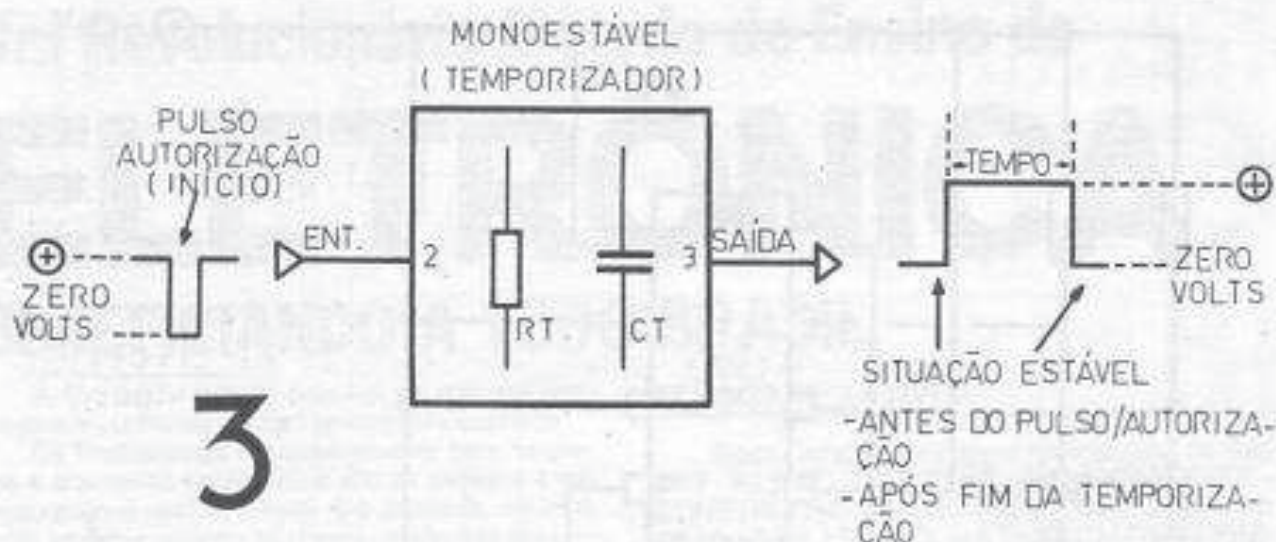 MONOESTÁVEL
( TEMPORIZADOR )
PULSO
AUTORIZAÇÃO
( INÍCIO)
ENT.
2
RT.
CT
3
SAÍDA
ZERO
VOLTS
TEMPO
ZERO
VOLTS
SITUAÇÃO ESTÁVEL
-ANTES DO PULSO/AUTORIZA-
ÇÃO
-APÓS FIM DA TEMPORIZA-
ÇÃO
3